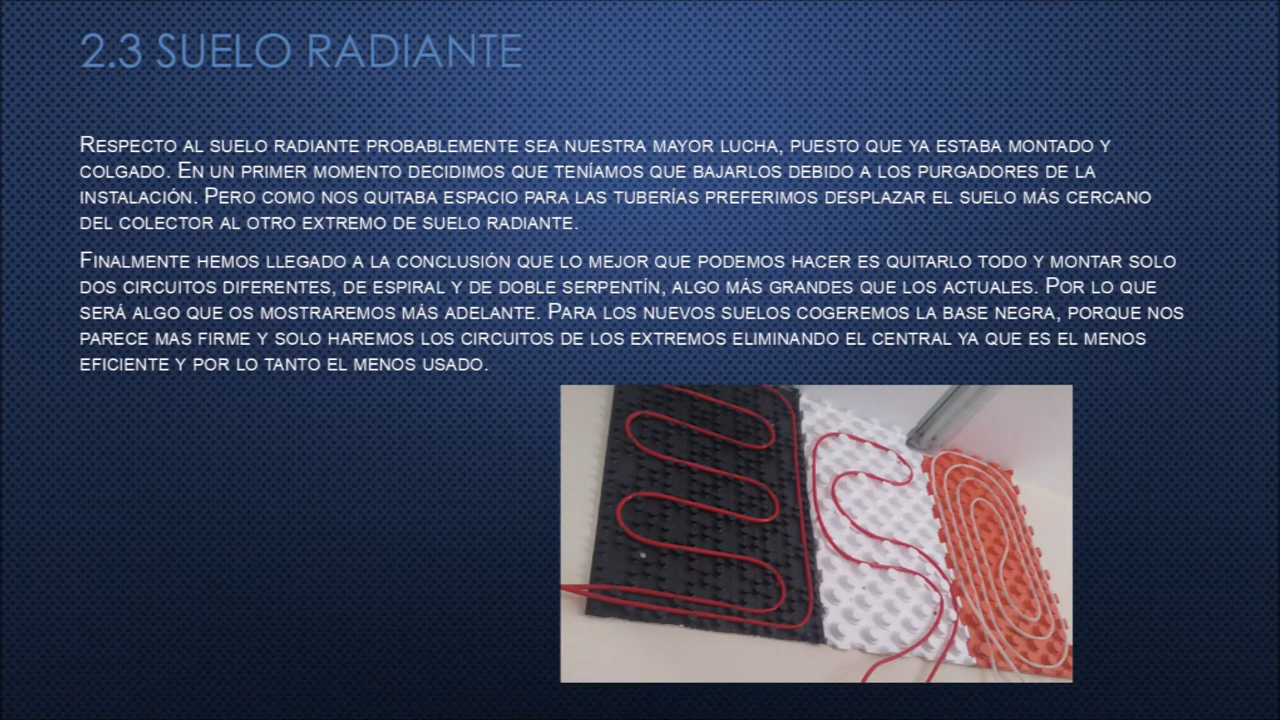 2.3 SUELO RADIANTE
RESPECTO AL SUELO RADIANTE PROBABLEMENTE SEA NUESTRA MAYOR LUCHA, PUESTO QUE YA ESTABA MONTADO Y
COLGADO. EN UN PRIMER MOMENTO DECIDIMOS QUE TENÍAMOS QUE BAJARLOS DEBIDO A LOS PURGADORES DE LA
INSTALACIÓN. PERO COMO NOS QUITABA ESPACIO PARA LAS TUBERÍAS PREFERIMOS DESPLAZAR EL SUELO MÁS CERCANO
DEL COLECTOR AL OTRO EXTREMO DE SUELO RADIANTE.
FINALMENTE HEMOS LLEGADO A LA CONCLUSIÓN QUE LO MEJOR QUE PODEMOS HACER ES QUITARLO TODO Y MONTAR SOLO
DOS CIRCUITOS DIFERENTES, DE ESPIRAL Y DE DOBLE SERPENTÍN, ALGO MÁS GRANDES QUE LOS ACTUALES. POR LO QUE
SERÁ ALGO QUE OS MOSTRAREMOS MÁS ADELANTE. PARA LOS NUEVOS SUELOS COGEREMOS LA BASE NEGRA, PORQUE NOS
PARECE MAS FIRME Y SOLO HAREMOS LOS CIRCUITOS DE LOS EXTREMOS ELIMINANDO EL CENTRAL YA QUE ES EL MENOS
EFICIENTE Y POR LO TANTO EL MENOS USADO.